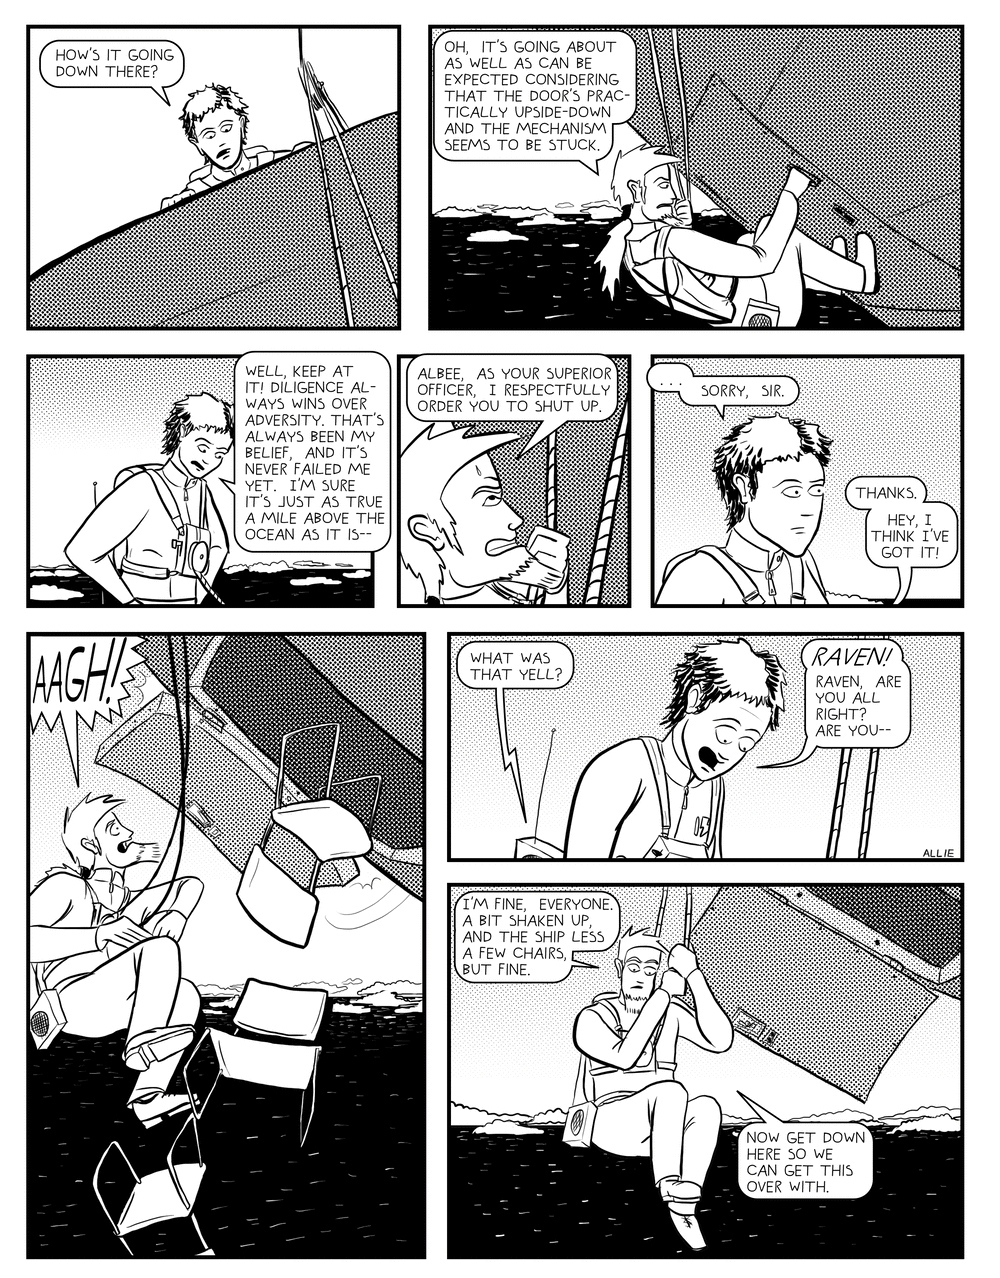 HOW'S IT GOING
DOWN THERE?
OH, IT'S GOING ABOUT
AS WELL AS CAN BE
EXPECTED CONSIDERING
THAT THE DOOR'S PRAC-
TICALLY UPSIDE-DOWN
AND THE MECHANISM
SEEMS TO BE STUCK.
WELL, KEEP AT
IT! DILIGENCE AL-
WAYS WINS OVER
ADVERSITY. THAT'S
ALWAYS BEEN MY
BELIEF, AND IT'S
NEVER FAILED ME
YET. I'M SURE
IT'S JUST AS TRUE
A MILE ABOVE THE
OCEAN AS IT IS--
ALBEE, AS YOUR SUPERIOR
OFFICER, I RESPECTFULLY
ORDER YOU TO SHUT UP.
...
SORRY, SIR.
THANKS.
HEY, I
THINK I'VE
GOT IT!
AAGH!
WHAT WAS
THAT YELL?
RAVEN!
RAVEN, ARE
YOU ALL
RIGHT?
ARE YOU--
ALLIE
I'M FINE, EVERYONE.
A BIT SHAKEN UP,
AND THE SHIP LESS
A FEW CHAIRS,
BUT FINE.
NOW GET DOWN
HERE SO WE
CAN GET THIS
OVER WITH.